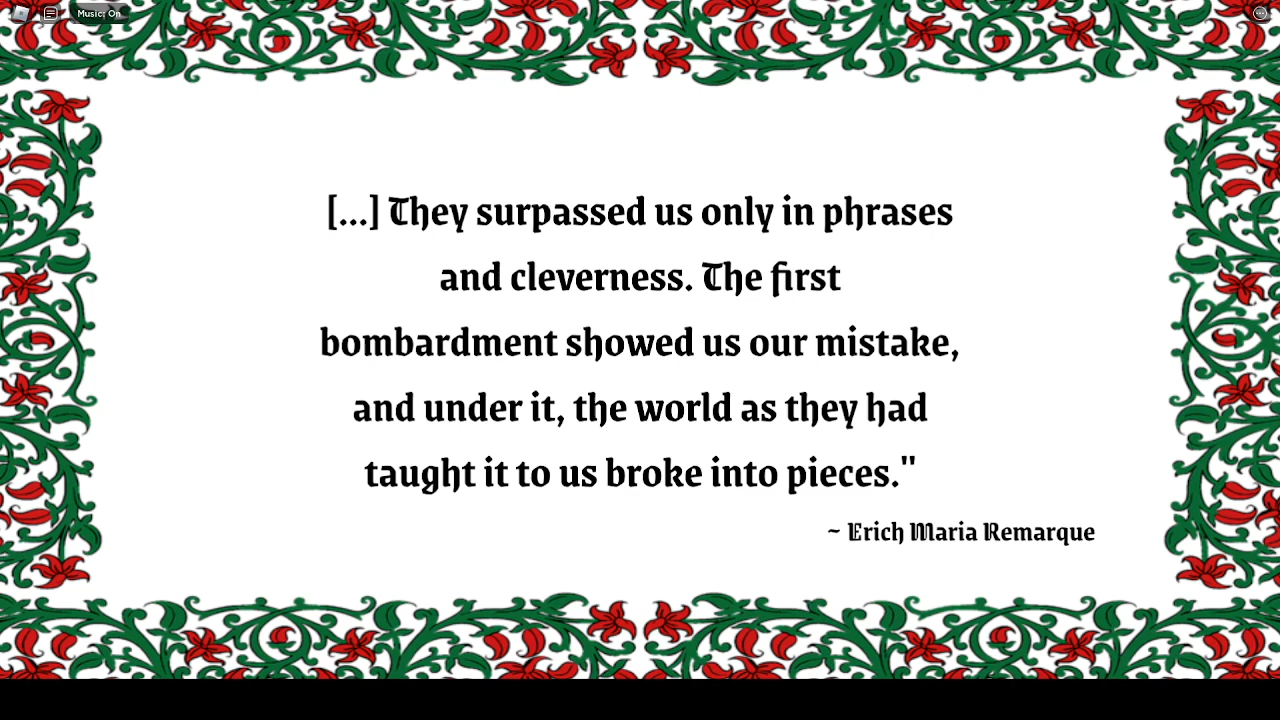 Music: On
[...] They surpassed us only in phrases
and cleverness. The first
bombardment showed us our mistake,
and under it, the world as they had
taught it to us broke into pieces."
~ Erich Maria Remarque